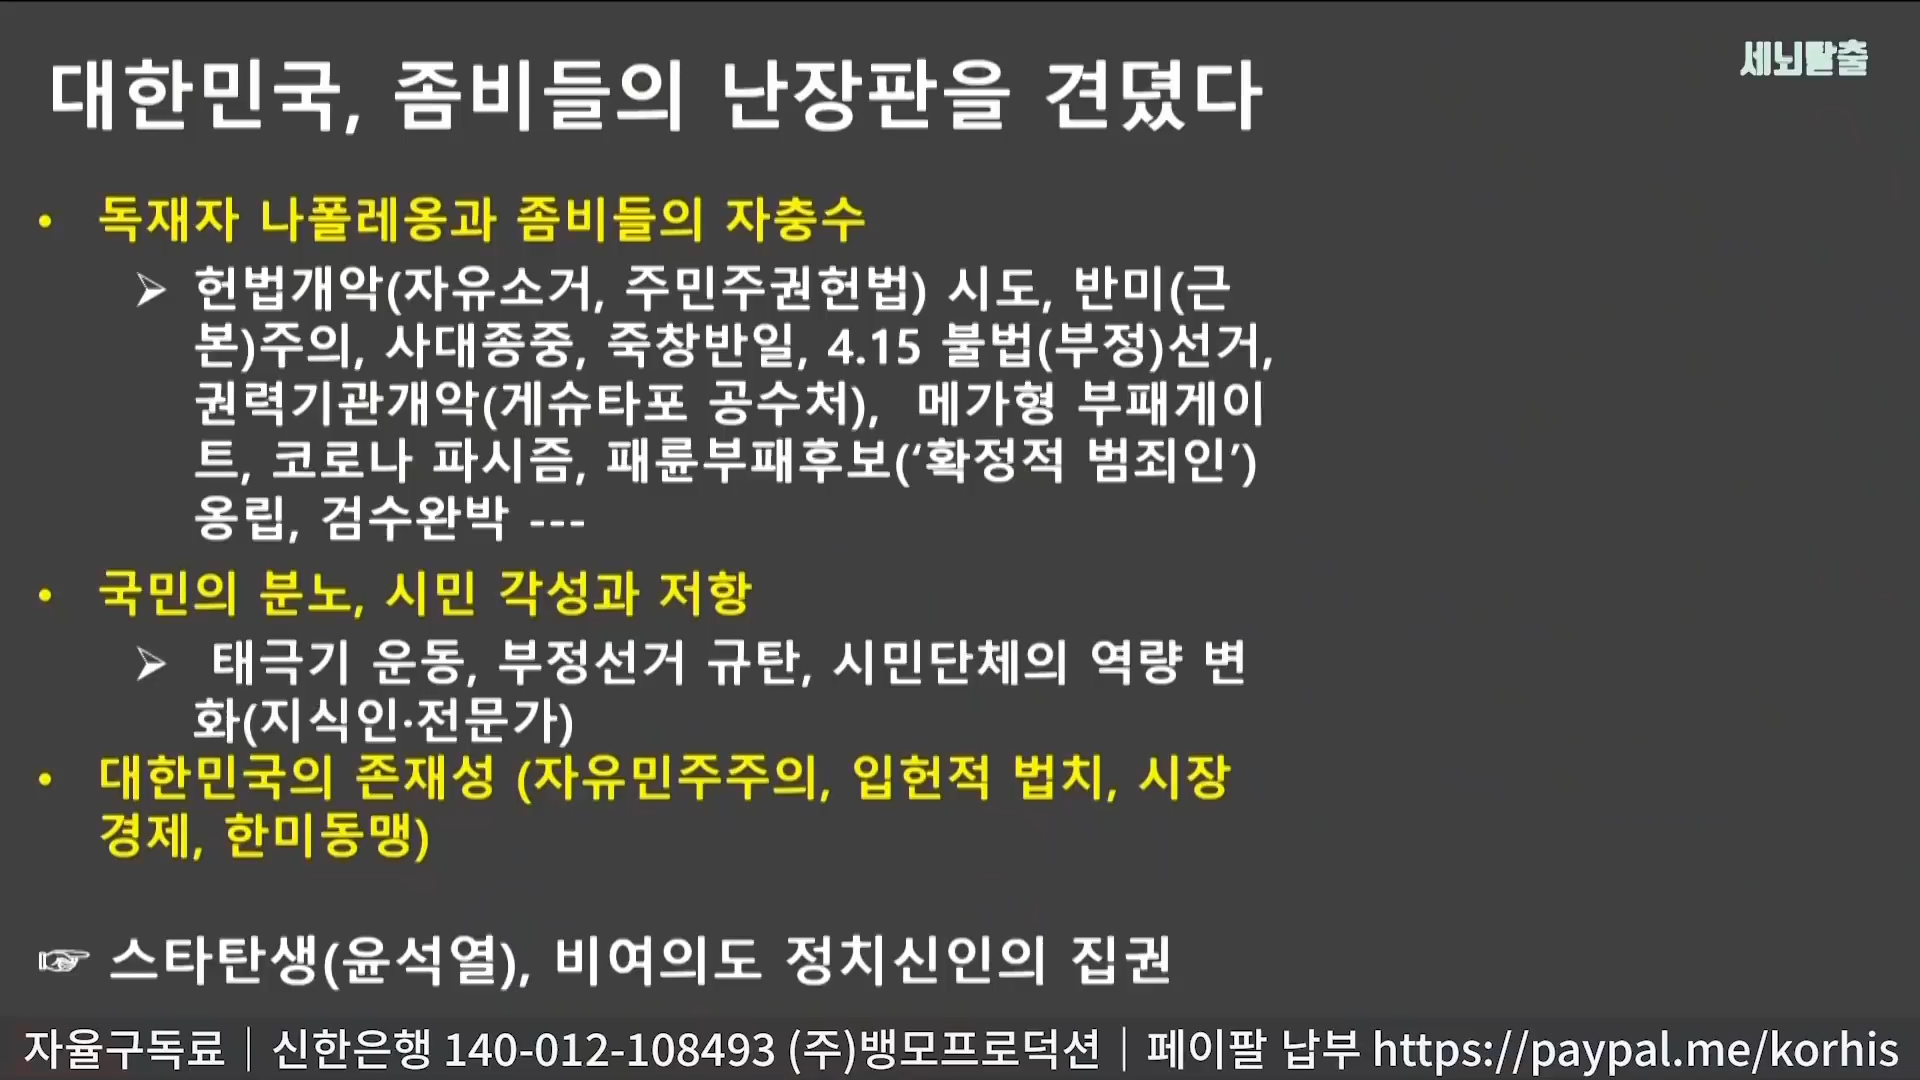 세뇌탈출
대한민국, 좀비들의 난장판을 견뎠다
• 독재자 나폴레옹과 좀비들의 자충수
➢ 헌법개악(자유소거, 주민주권헌법) 시도, 반미(근
본)주의, 사대종중, 죽창반일, 4.15 불법(부정)선거,
권력기관개악(게슈타포 공수처), 메가형 부패게이
트, 코로나 파시즘, 패륜부패후보(‘확정적 범죄인’)
옹립, 검수완박 ---
• 국민의 분노, 시민 각성과 저항
➢ 태극기 운동, 부정선거 규탄, 시민단체의 역량 변
화(지식인·전문가)
• 대한민국의 존재성 (자유민주주의, 입헌적 법치, 시장
경제, 한미동맹)
☞ 스타탄생(윤석열), 비여의도 정치신인의 집권
자율구독료｜신한은행 140-012-108493 (주)뱅모프로덕션｜페이팔 납부 https://paypal.me/korhis